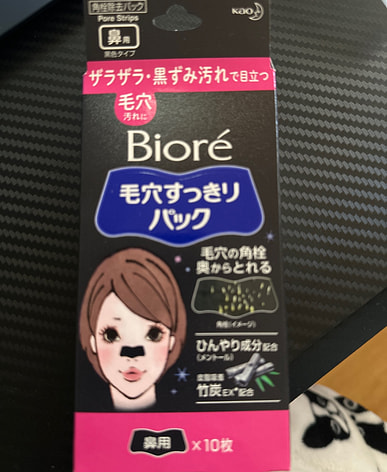 角栓除去パック
Pore Strips
Kao
鼻用
黒色タイプ
ザラザラ・黒ずみ汚れで目立つ
毛穴
汚れに
Bioré
毛穴すっきり
パック
毛穴の角栓
奥からとれる
角栓(イメージ)
ひんやり成分配合
(メントール)
皮脂吸着
竹炭EX*配合
鼻用
×10枚